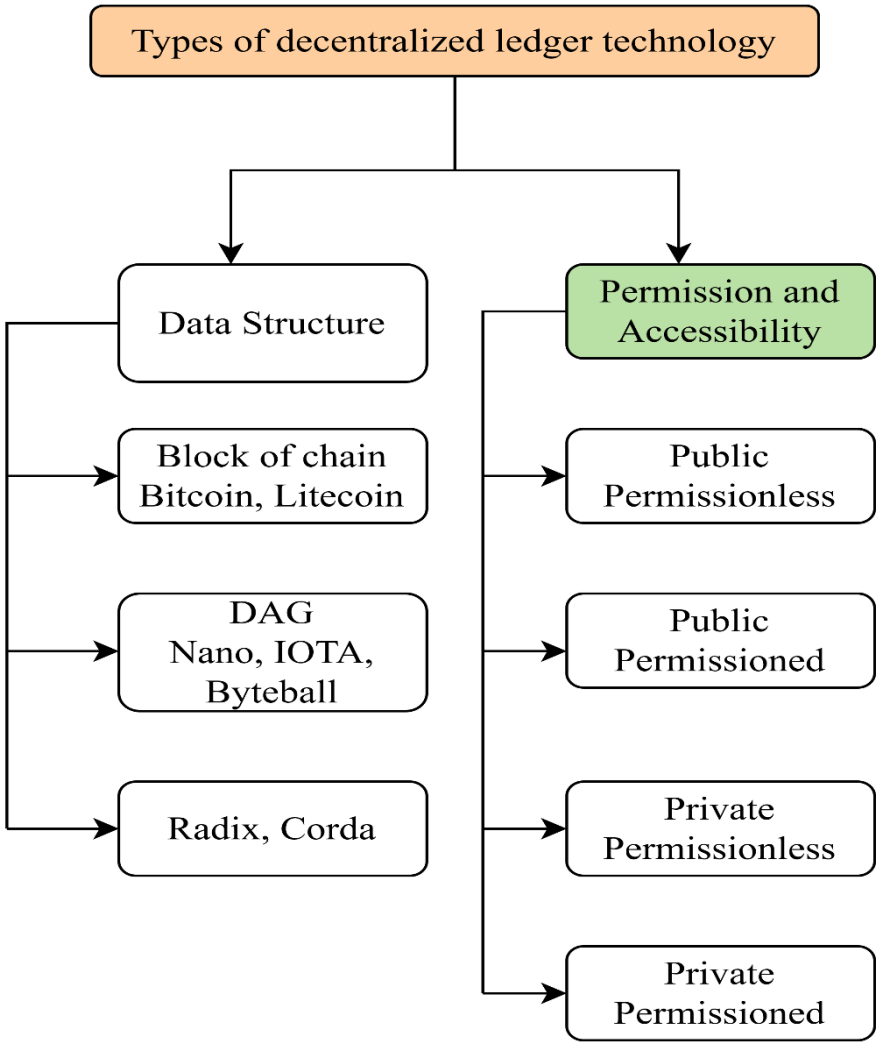 Types of decentralized ledger technology
Data Structure
Block of chain
Bitcoin, Litecoin
DAG
Nano, IOTA,
Byteball
Radix, Corda
Permission and
Accessibility
Public
Permissionless
Public
Permissioned
Private
Permissionless
Private
Permissioned